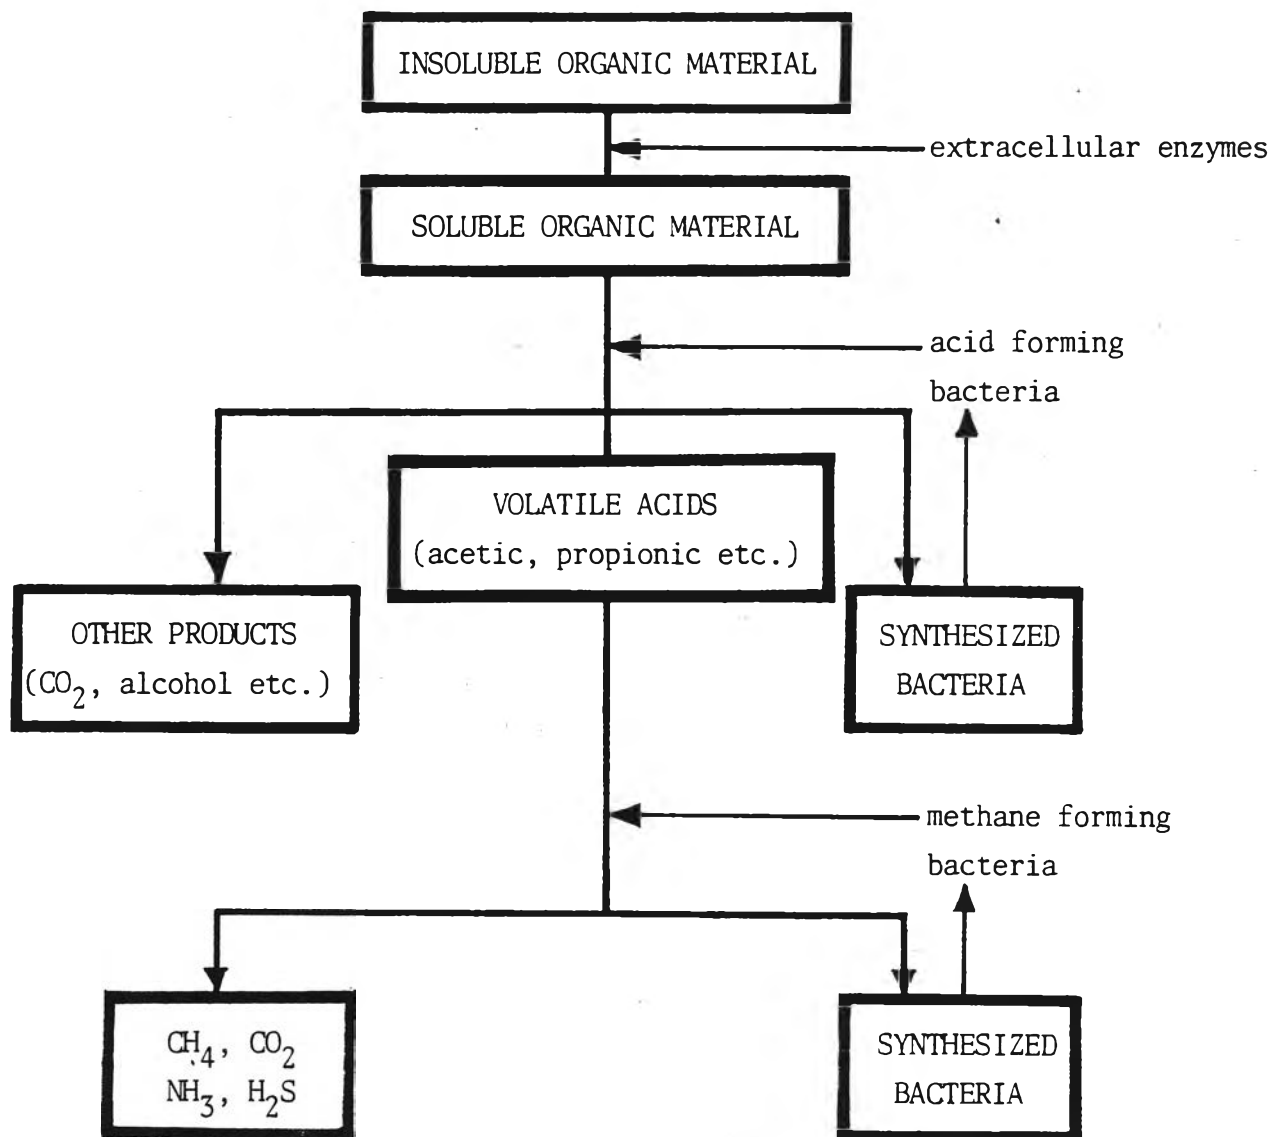 INSOLUBLE ORGANIC MATERIAL
extracellular enzymes
SOLUBLE ORGANIC MATERIAL
acid forming
bacteria
VOLATILE ACIDS
(acetic, propionic etc.)
OTHER PRODUCTS
(CO₂, alcohol etc.)
SYNTHESIZED
BACTERIA
methane forming
bacteria
CH₄, CO₂
NH₃, H₂S
SYNTHESIZED
BACTERIA